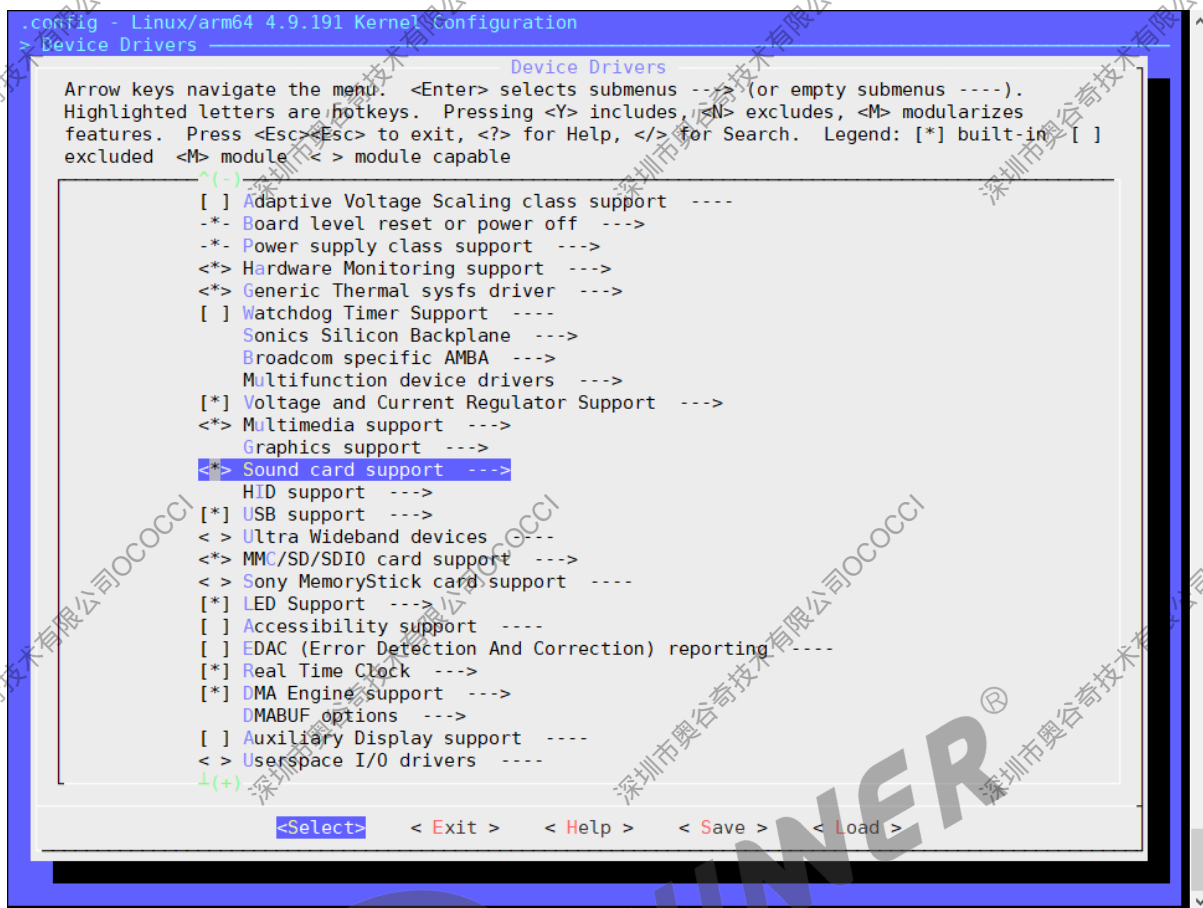 .config - Linux/arm64 4.9.191 Kernel Configuration
> Device Drivers
Device Drivers
Arrow keys navigate the menu.  <Enter> selects submenus ---> (or empty submenus ----).
Highlighted letters are hotkeys.  Pressing <Y> includes, <N> excludes, <M> modularizes
features.  Press <Esc><Esc> to exit, <?> for Help, </> for Search.  Legend: [*] built-in  [ ]
excluded  <M> module  < > module capable
^(-)
[ ] Adaptive Voltage Scaling class support  ----
-*- Board level reset or power off  --->
-*- Power supply class support  --->
<*> Hardware Monitoring support  --->
<*> Generic Thermal sysfs driver  --->
[ ] Watchdog Timer Support  ----
Sonics Silicon Backplane  --->
Broadcom specific AMBA  --->
Multifunction device drivers  --->
[*] Voltage and Current Regulator Support  --->
<*> Multimedia support  --->
Graphics support  --->
<*> Sound card support  --->
HID support  --->
[*] USB support  --->
< > Ultra Wideband devices  ----
<*> MMC/SD/SDIO card support  --->
< > Sony MemoryStick card support  ----
[*] LED Support  --->
[ ] Accessibility support  ----
[ ] EDAC (Error Detection And Correction) reporting  ----
[*] Real Time Clock  --->
[*] DMA Engine support  --->
DMABUF options  --->
[ ] Auxiliary Display support  ----
< > Userspace I/O drivers  ----
┴(+)
<Select>    < Exit >    < Help >    < Save >    < Load >
深圳市奥谷奇技术有限公司OCOCCI
深圳市奥谷奇技术有限公司OCOCCI
深圳市奥谷奇技术有限公司OCOCCI
WNER®